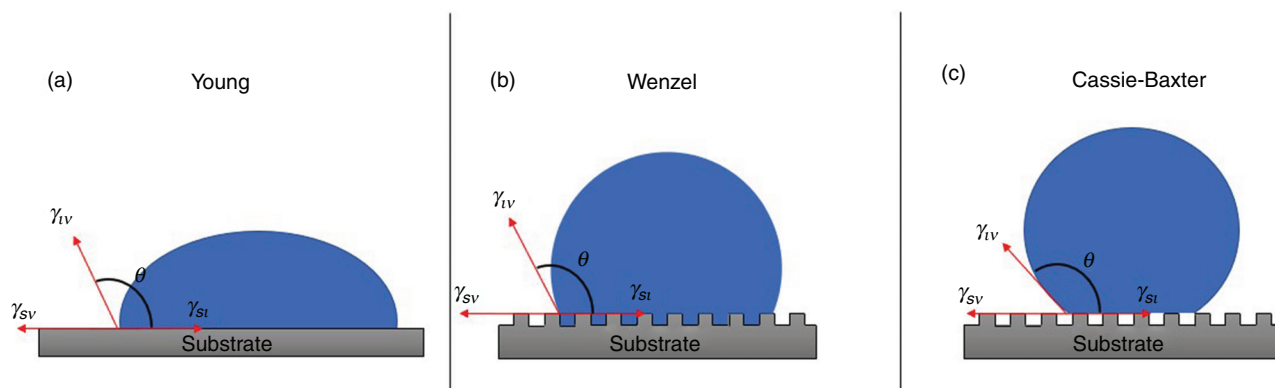 (a) Young
γlv
θ
γsv
γsl
Substrate
(b) Wenzel
γlv
θ
γsv
γsl
Substrate
(c) Cassie-Baxter
γlv
θ
γsv
γsl
Substrate